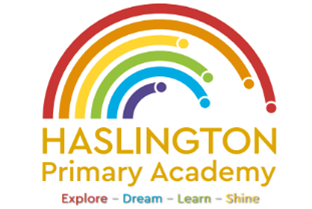 HASLINGTON
Primary Academy
Explore – Dream – Learn – Shine